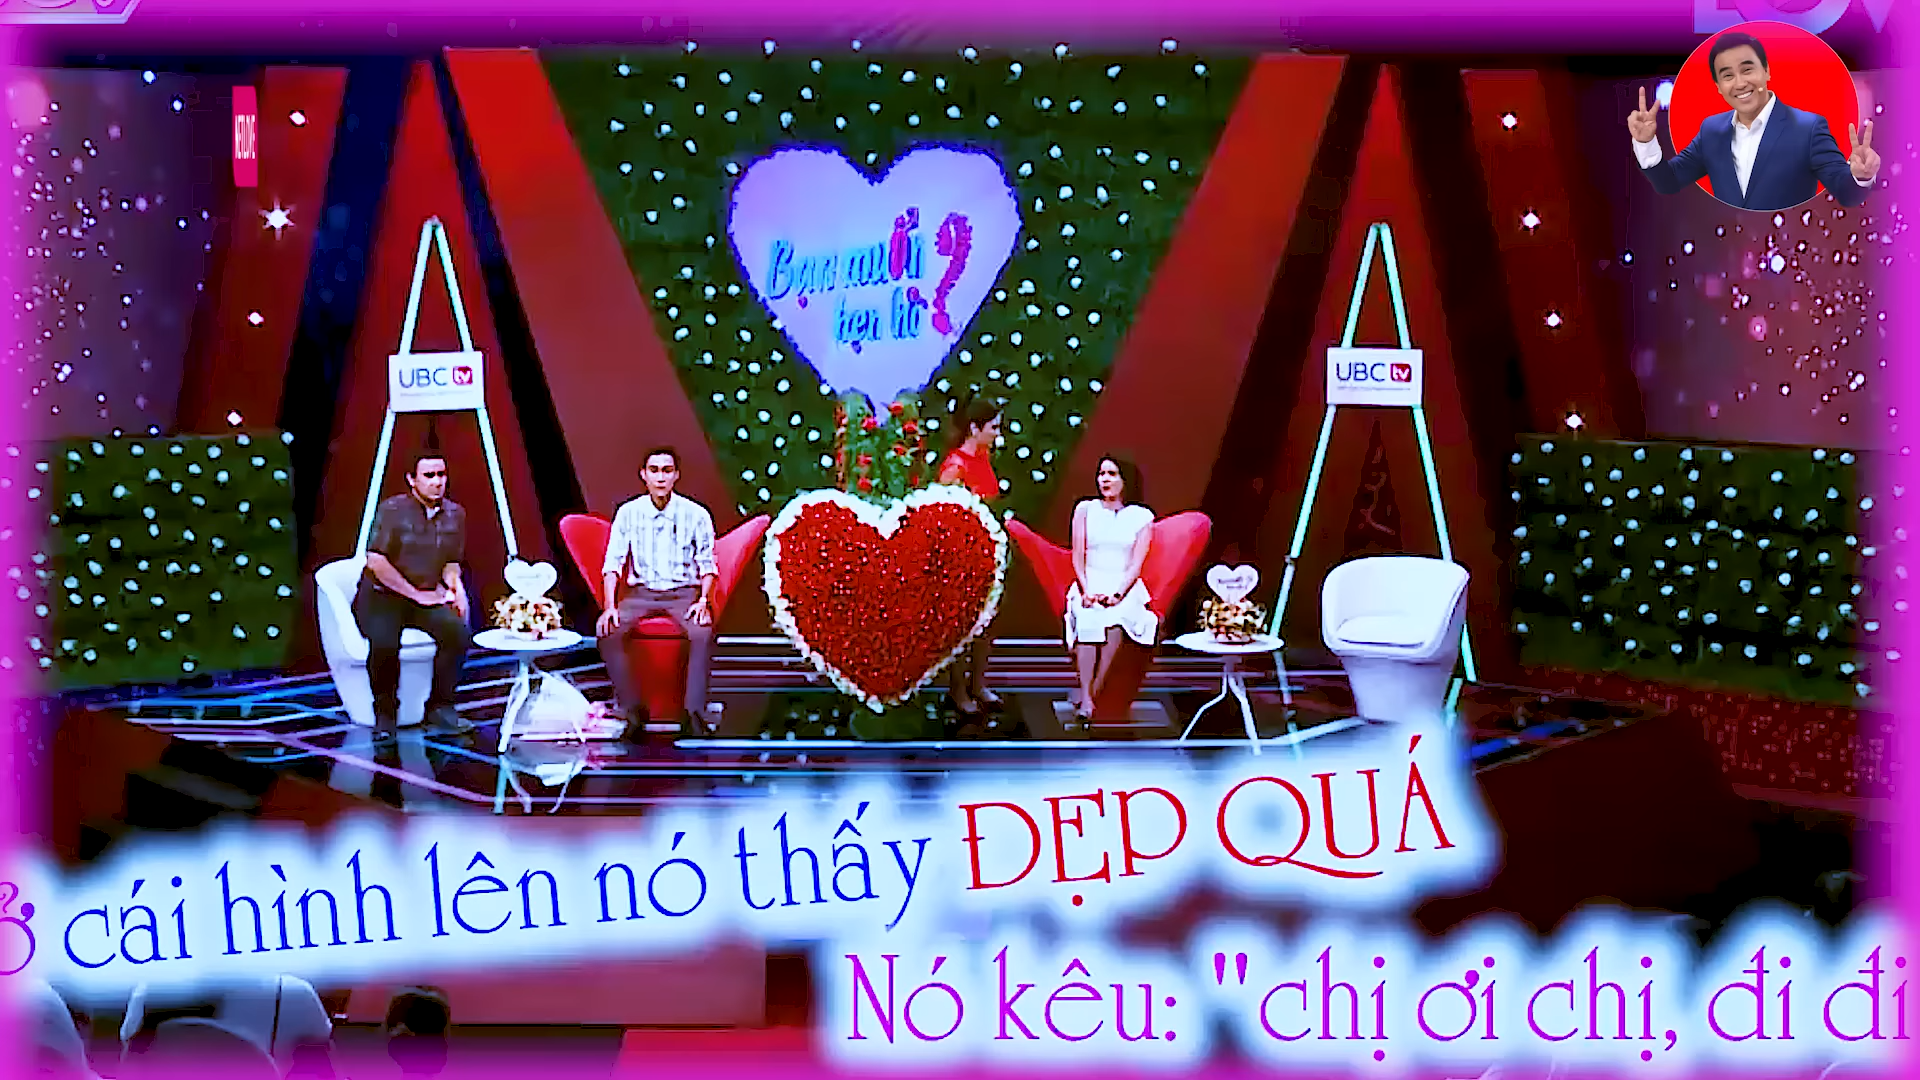 NETLOVE
Bạn muốn
hẹn hò ?
UBC tv
UBC tv
ở cái hình lên nó thấy ĐẸP QUÁ
Nó kêu: "chị ơi chị, đi đi